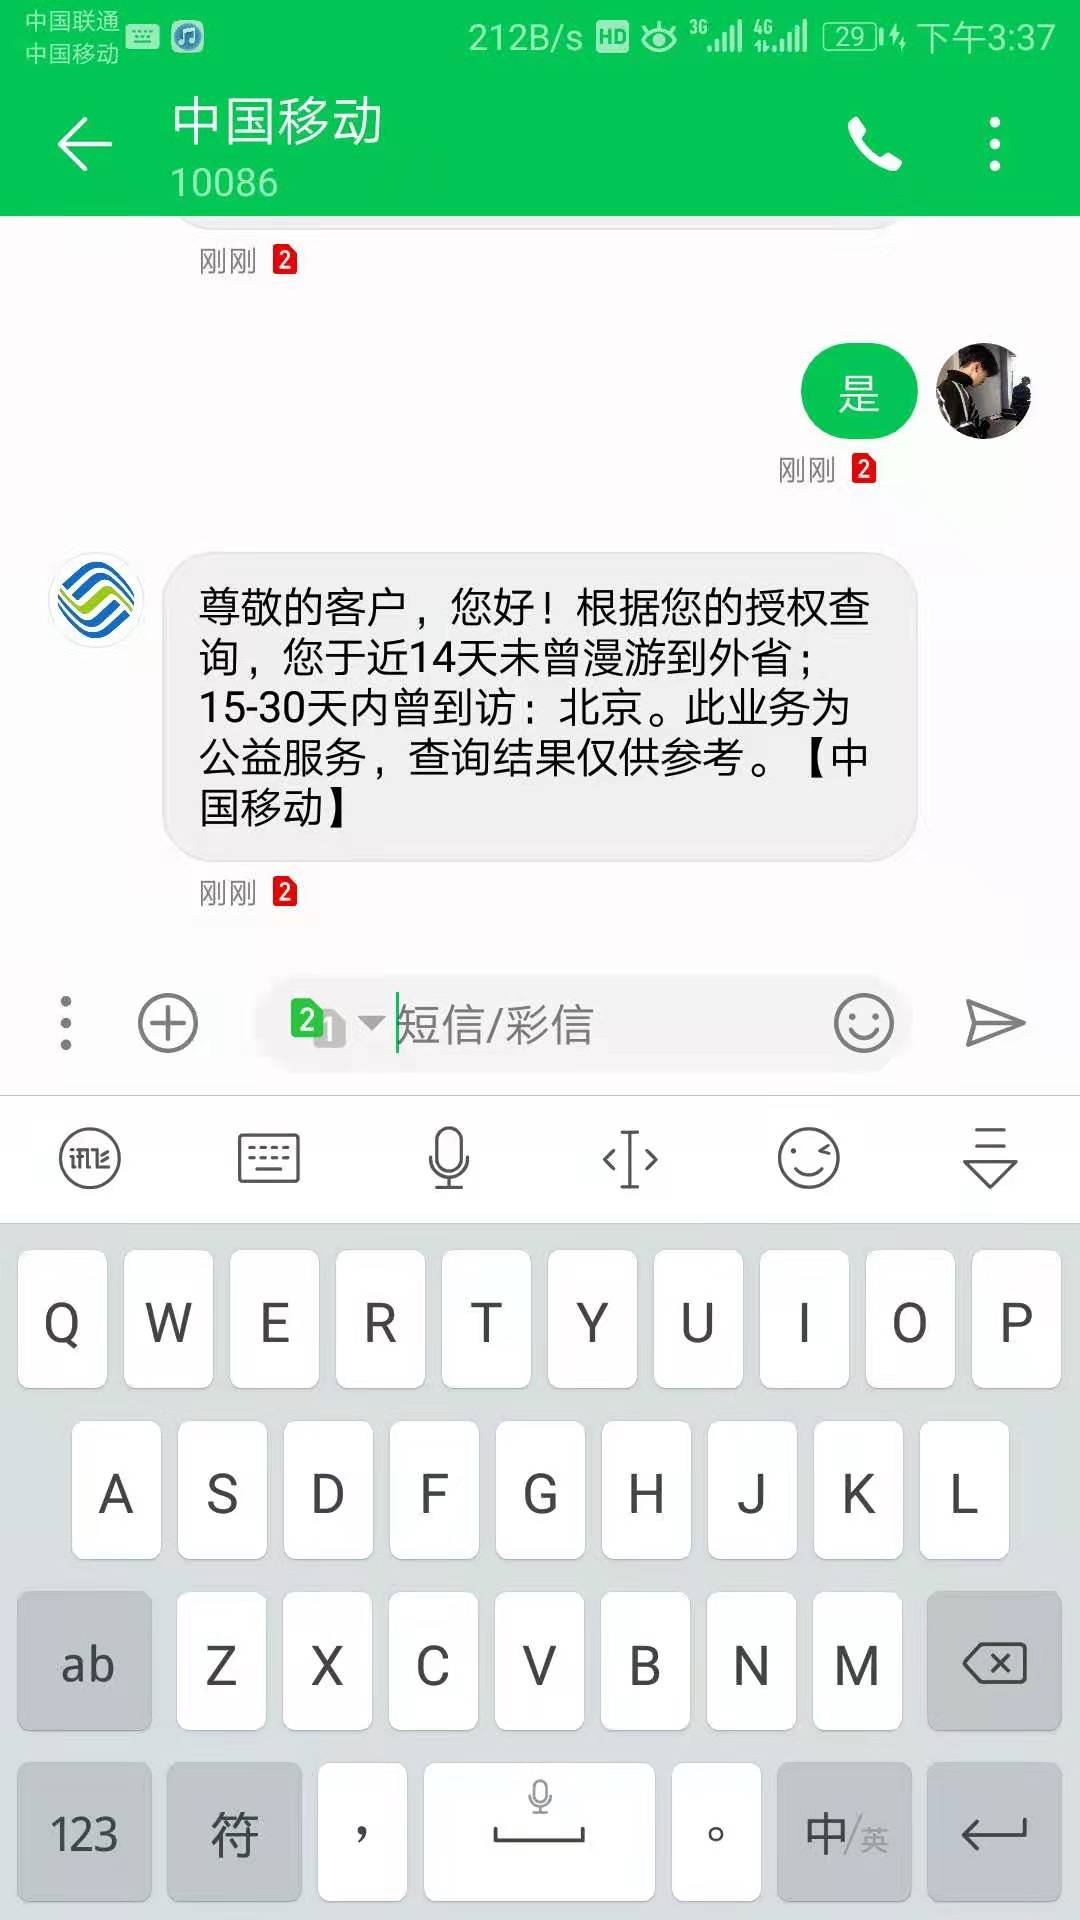 中国联通
中国移动
212B/s HD 3G 4G 29 下午3:37
中国移动
10086
刚刚 2
是
刚刚 2
尊敬的客户，您好！根据您的授权查
询，您于近14天未曾漫游到外省；
15-30天内曾到访：北京。此业务为
公益服务，查询结果仅供参考。【中
国移动】
刚刚 2
2 1 短信/彩信
讯飞
Q W E R T Y U I O P
A S D F G H J K L
ab Z X C V B N M
123 符 ， 。 中/英